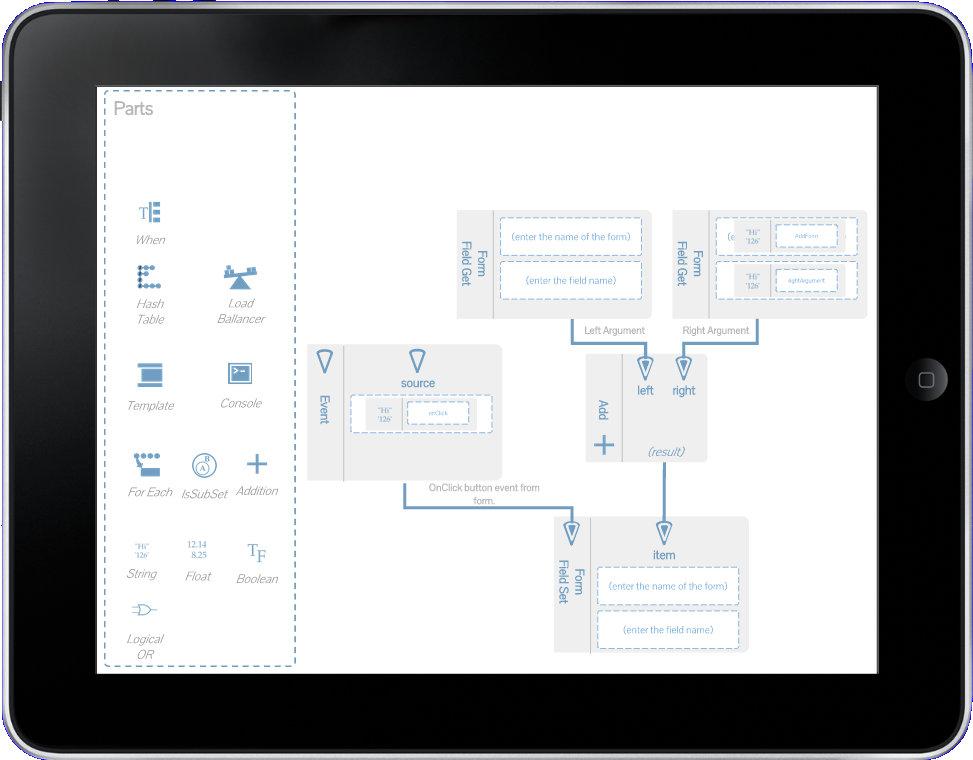 Parts
T
When
Hash
Table
Load
Ballancer
Template
Console
For Each
A
B
IsSubSet
Addition
"Hi"
'126'
String
12.14
8.25
Float
TF
Boolean
Logical
OR
Form
Field Get
(enter the name of the form)
(enter the field name)
Form
Field Get
"Hi"
'126'
AddForm
"Hi"
'126'
rightArgument
Left Argument
Right Argument
Event
source
"Hi"
'126'
onClick
Add
left
right
(result)
OnClick button event from
form.
Form
Field Set
item
(enter the name of the form)
(enter the field name)